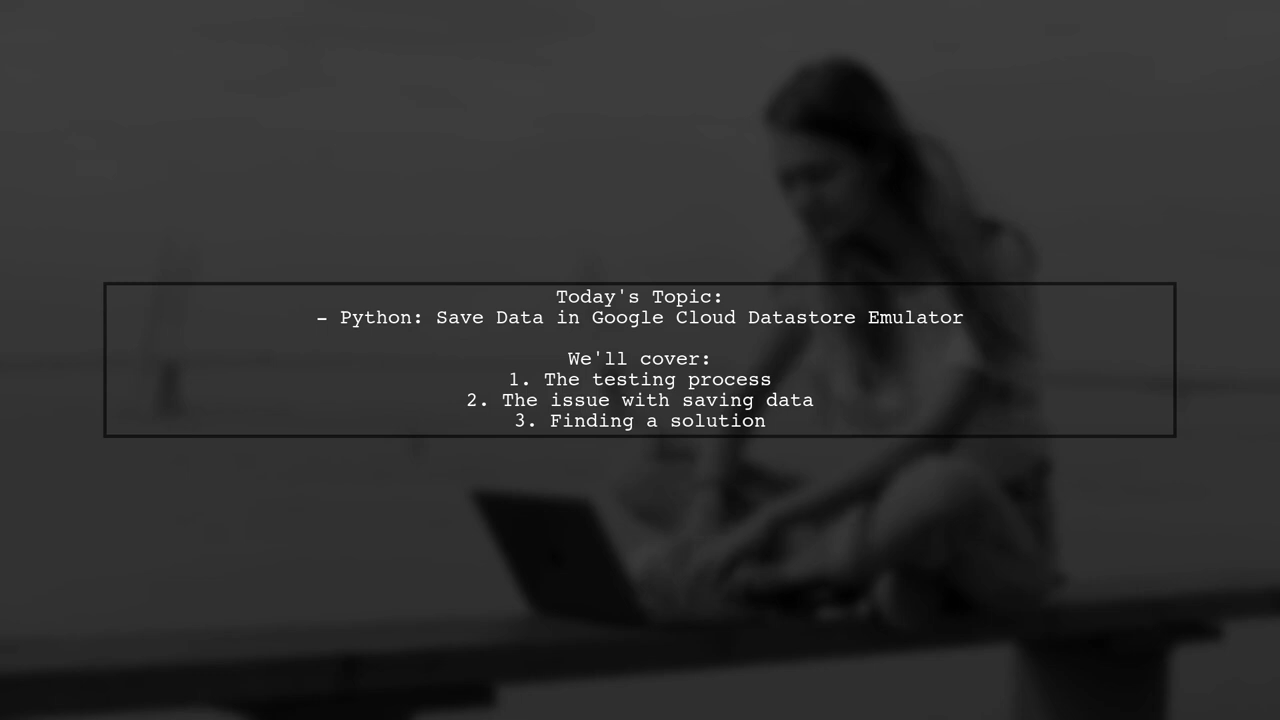 Today's Topic:
- Python: Save Data in Google Cloud Datastore Emulator
We'll cover:
1. The testing process
2. The issue with saving data
3. Finding a solution